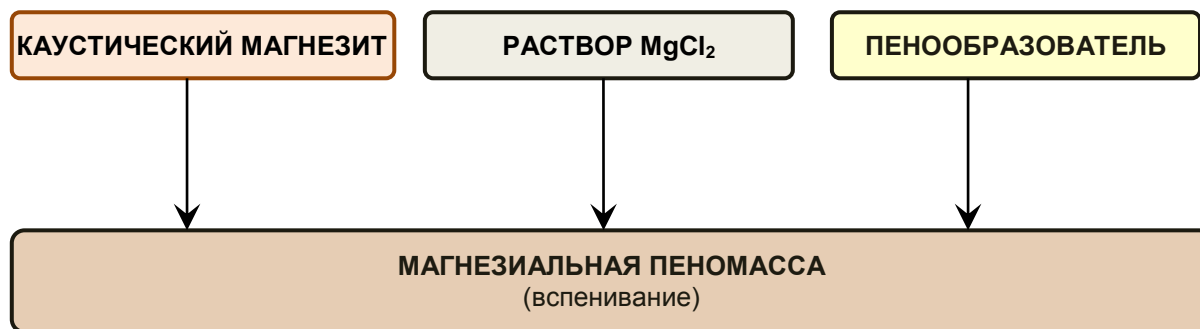 КАУСТИЧЕСКИЙ МАГНЕЗИТ
РАСТВОР MgCl₂
ПЕНООБРАЗОВАТЕЛЬ
МАГНЕЗИАЛЬНАЯ ПЕНОМАССА
(вспенивание)